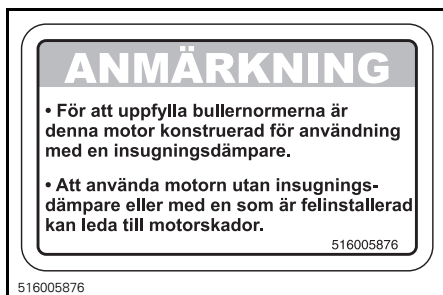 ANMÄRKNING
• För att uppfylla bullernormerna är
denna motor konstruerad för användning
med en insugningsdämpare.
• Att använda motorn utan insugnings-
dämpare eller med en som är felinstallerad
kan leda till motorskador.
516005876
516005876